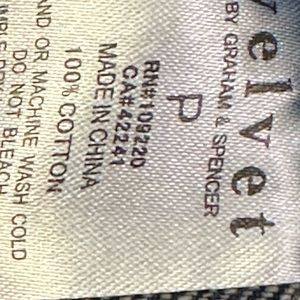 velvet
BY GRAHAM & SPENCER
P
RN#109220
CA#42241
MADE IN CHINA
100% COTTON
AND OR MACHINE WASH COLD
DO NOT BLEACH